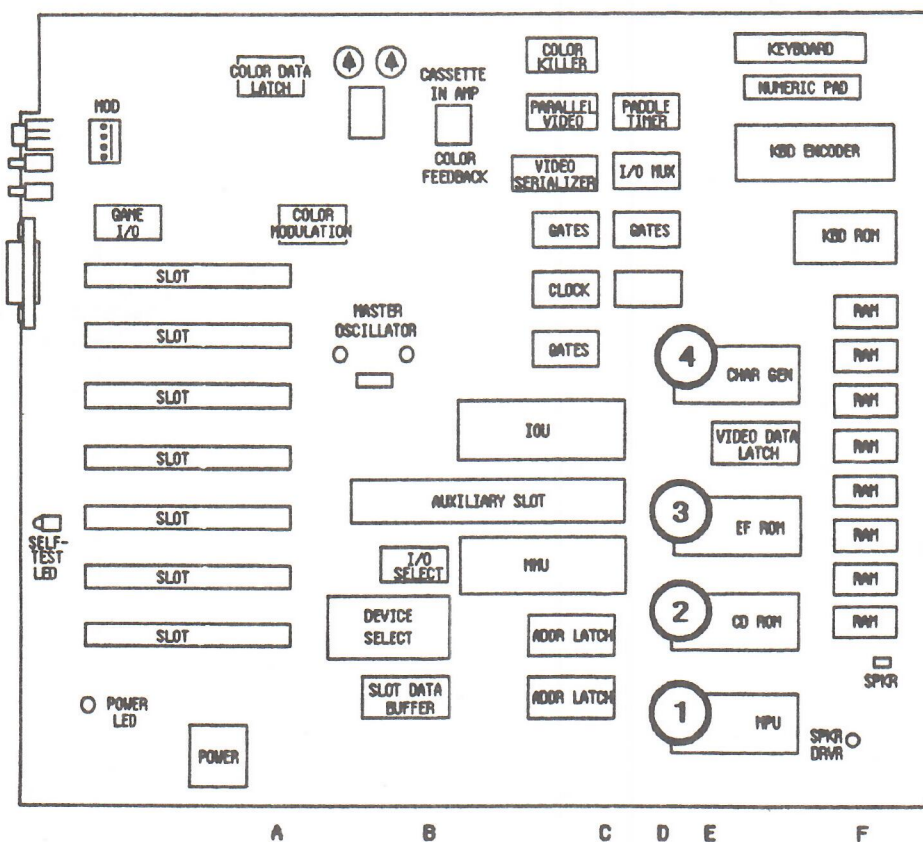 COLOR
KILLER
KEYBOARD
COLOR DATA
LATCH
CASSETTE
IN AMP
NUMERIC PAD
MOD
PARALLEL
VIDEO
PADDLE
TIMER
COLOR
FEEDBACK
KBD ENCODER
VIDEO
SERIALIZER
I/O MUX
GAME
I/O
COLOR
MODULATION
GATES
GATES
KBD ROM
SLOT
CLOCK
MASTER
OSCILLATOR
RAM
SLOT
GATES
4
CHAR GEN
RAM
SLOT
RAM
IOU
VIDEO DATA
LATCH
RAM
SLOT
AUXILIARY SLOT
3
EF ROM
RAM
SLOT
SELF-
TEST
LED
RAM
I/O
SELECT
MMU
SLOT
RAM
DEVICE
SELECT
2
CD ROM
RAM
SLOT
ADDR LATCH
SPKR
SLOT DATA
BUFFER
ADDR LATCH
1
MPU
POWER
LED
SPKR
DRVR
POWER
A B C D E F